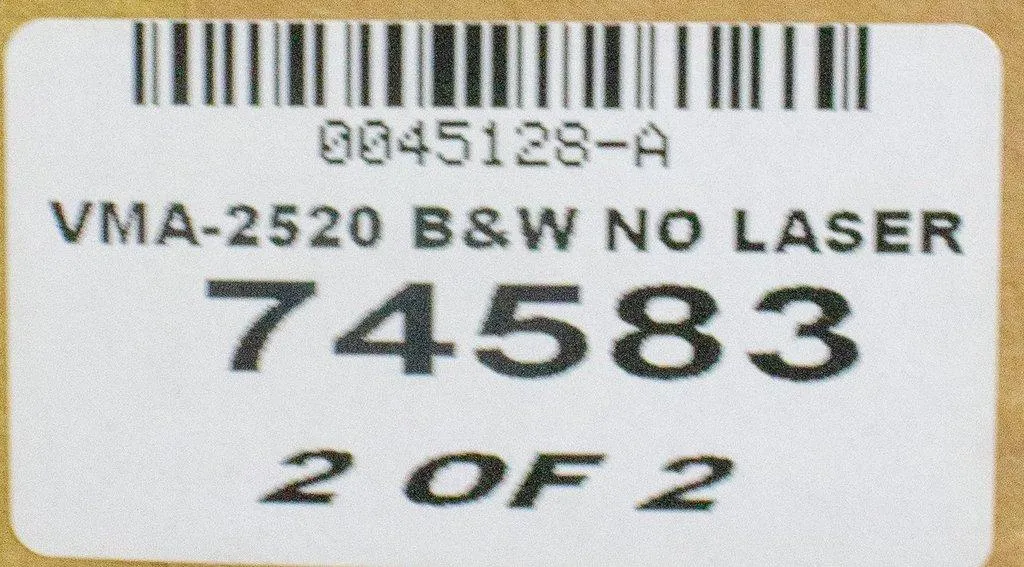 0045128-A
VMA-2520 B&W NO LASER
74583
2 OF 2